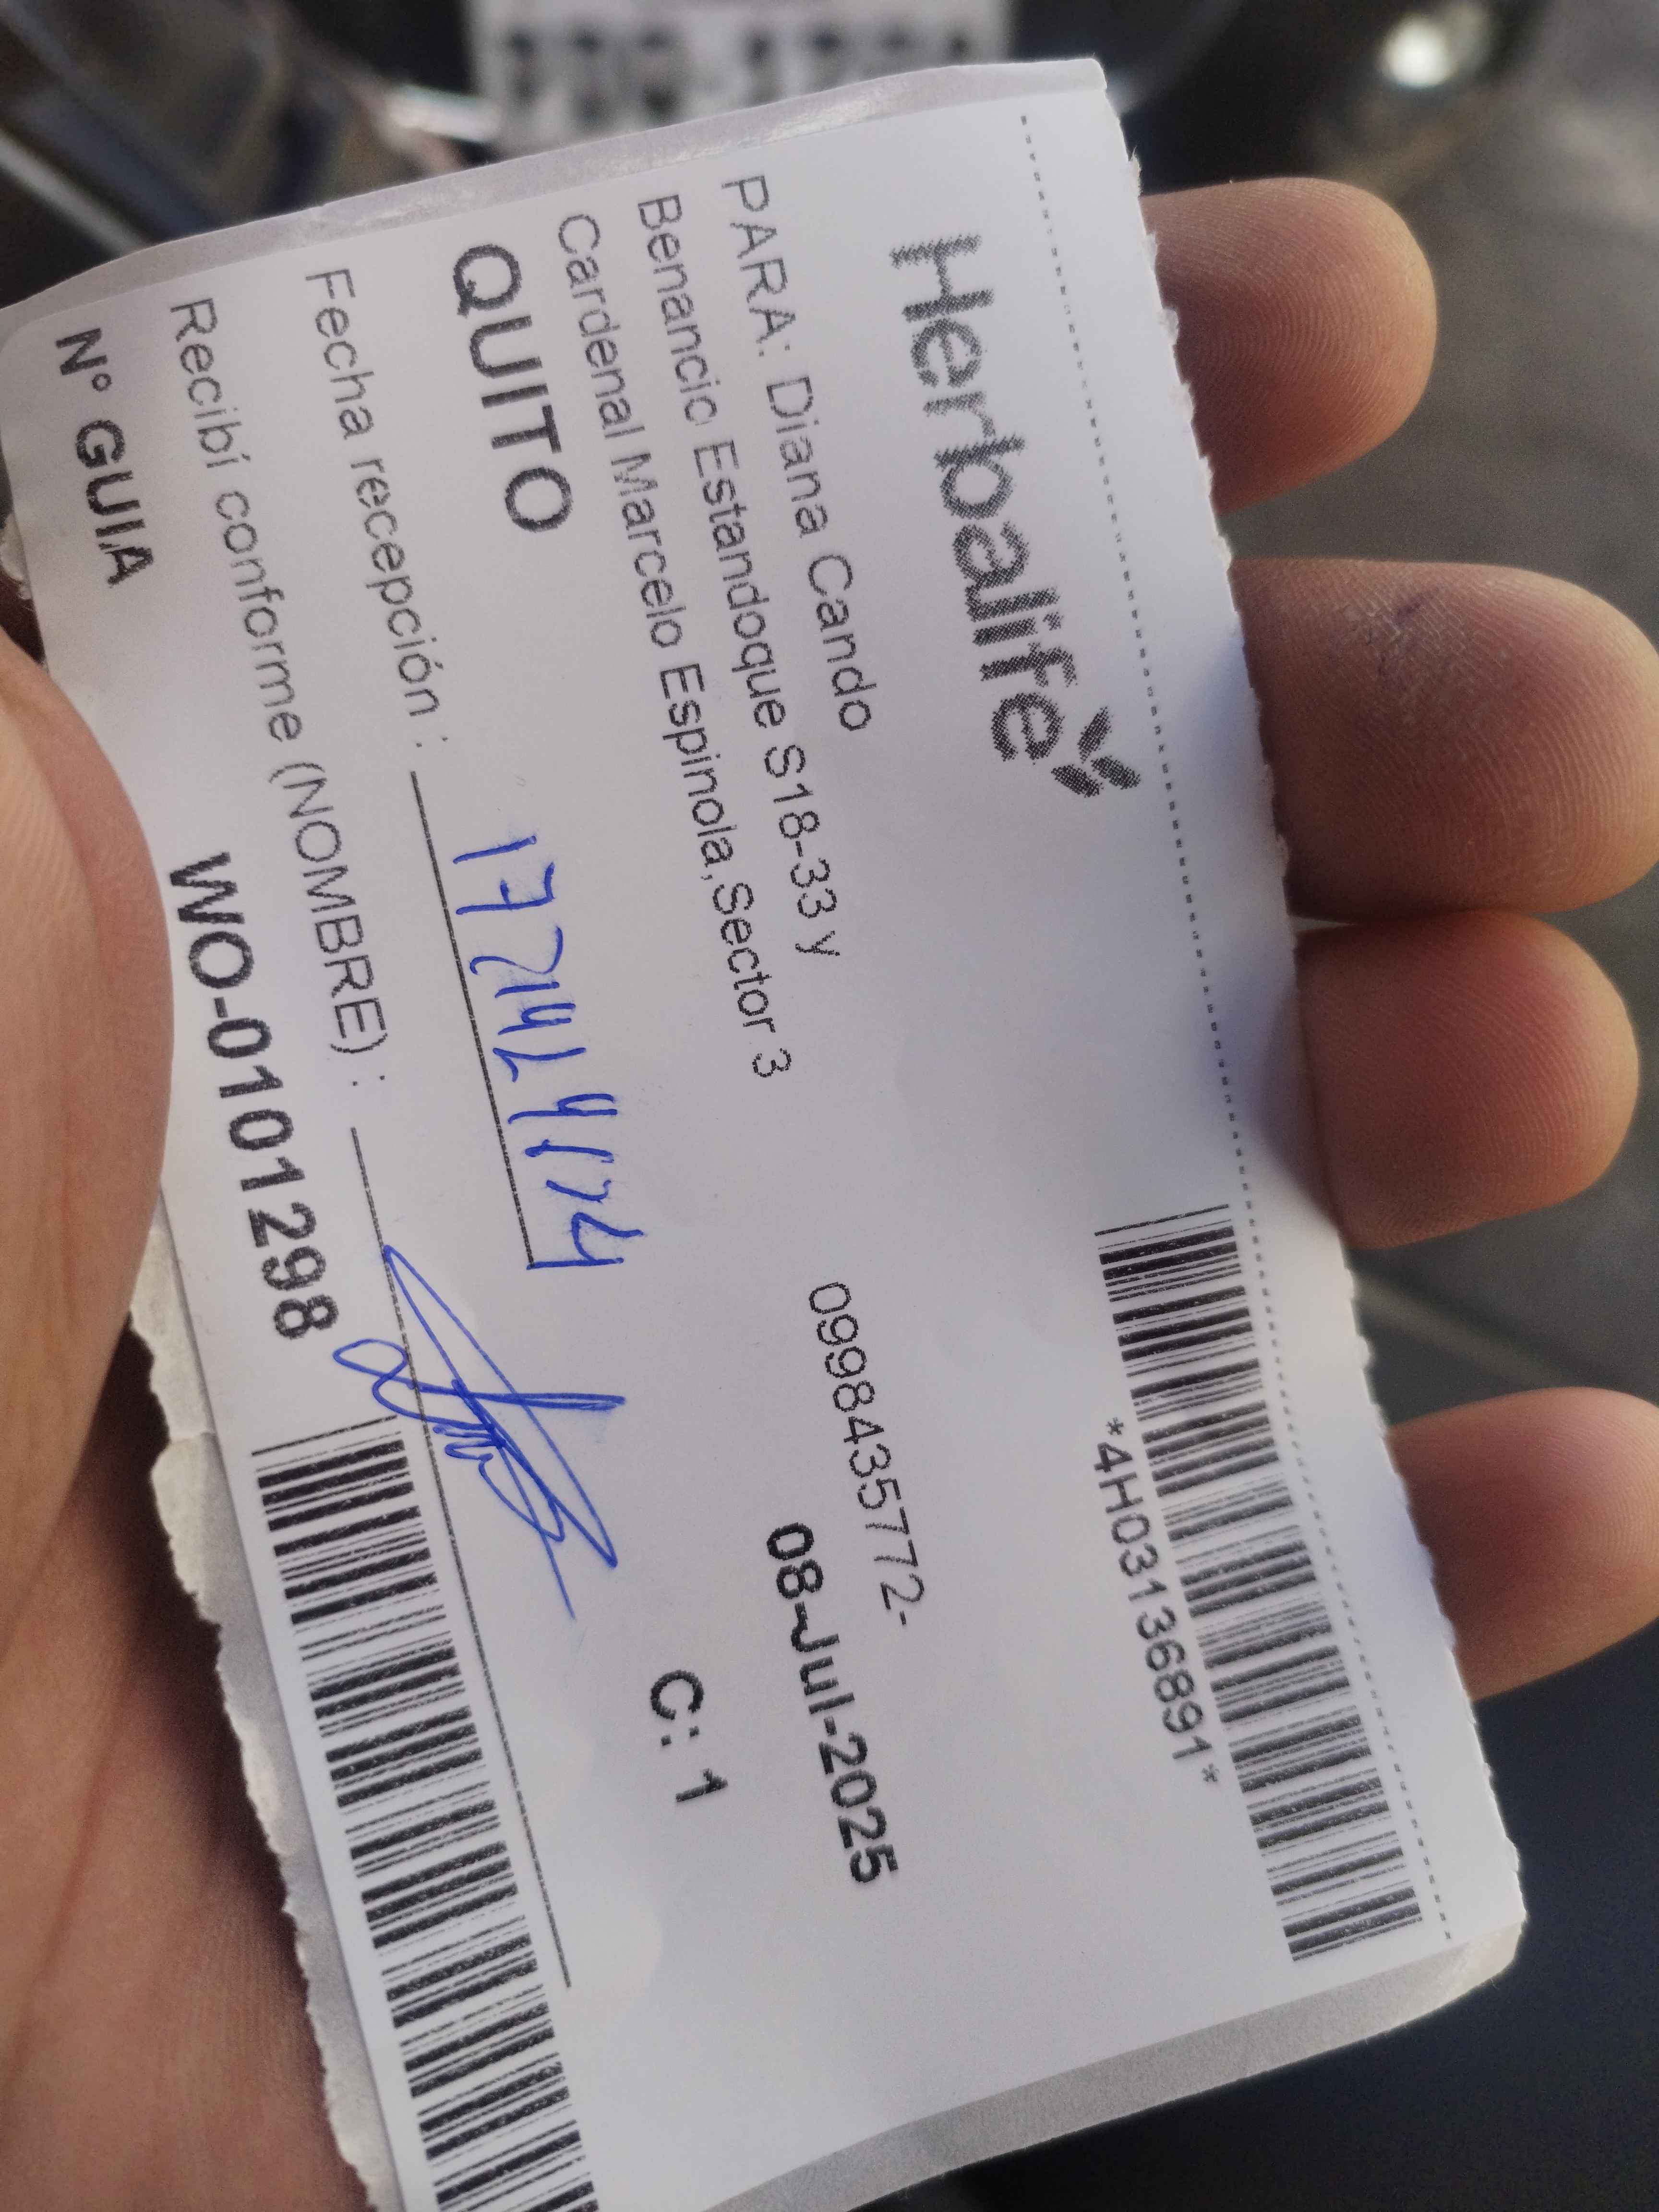 *4H03136891*
Herbalife
PARA: Diana Cando
0998435772-
Benancio Estandoque S18-33 y
08-Jul-2025
Cardenal Marcelo Espinola,Sector 3
QUITO
C: 1
Fecha recepción :
Recibí conforme (NOMBRE) :
N° GUIA WO-0101298